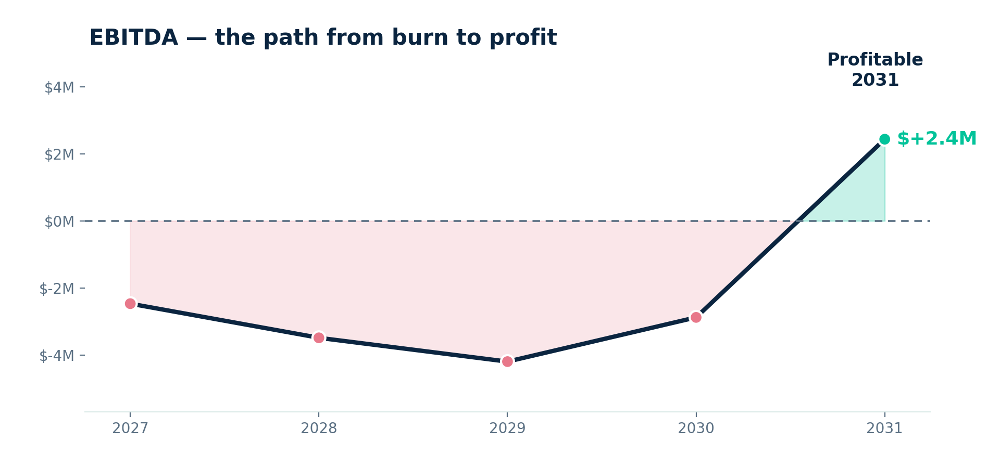 EBITDA — the path from burn to profit
Profitable
2031
$4M
$2M
$+2.4M
$0M
$-2M
$-4M
2027
2028
2029
2030
2031